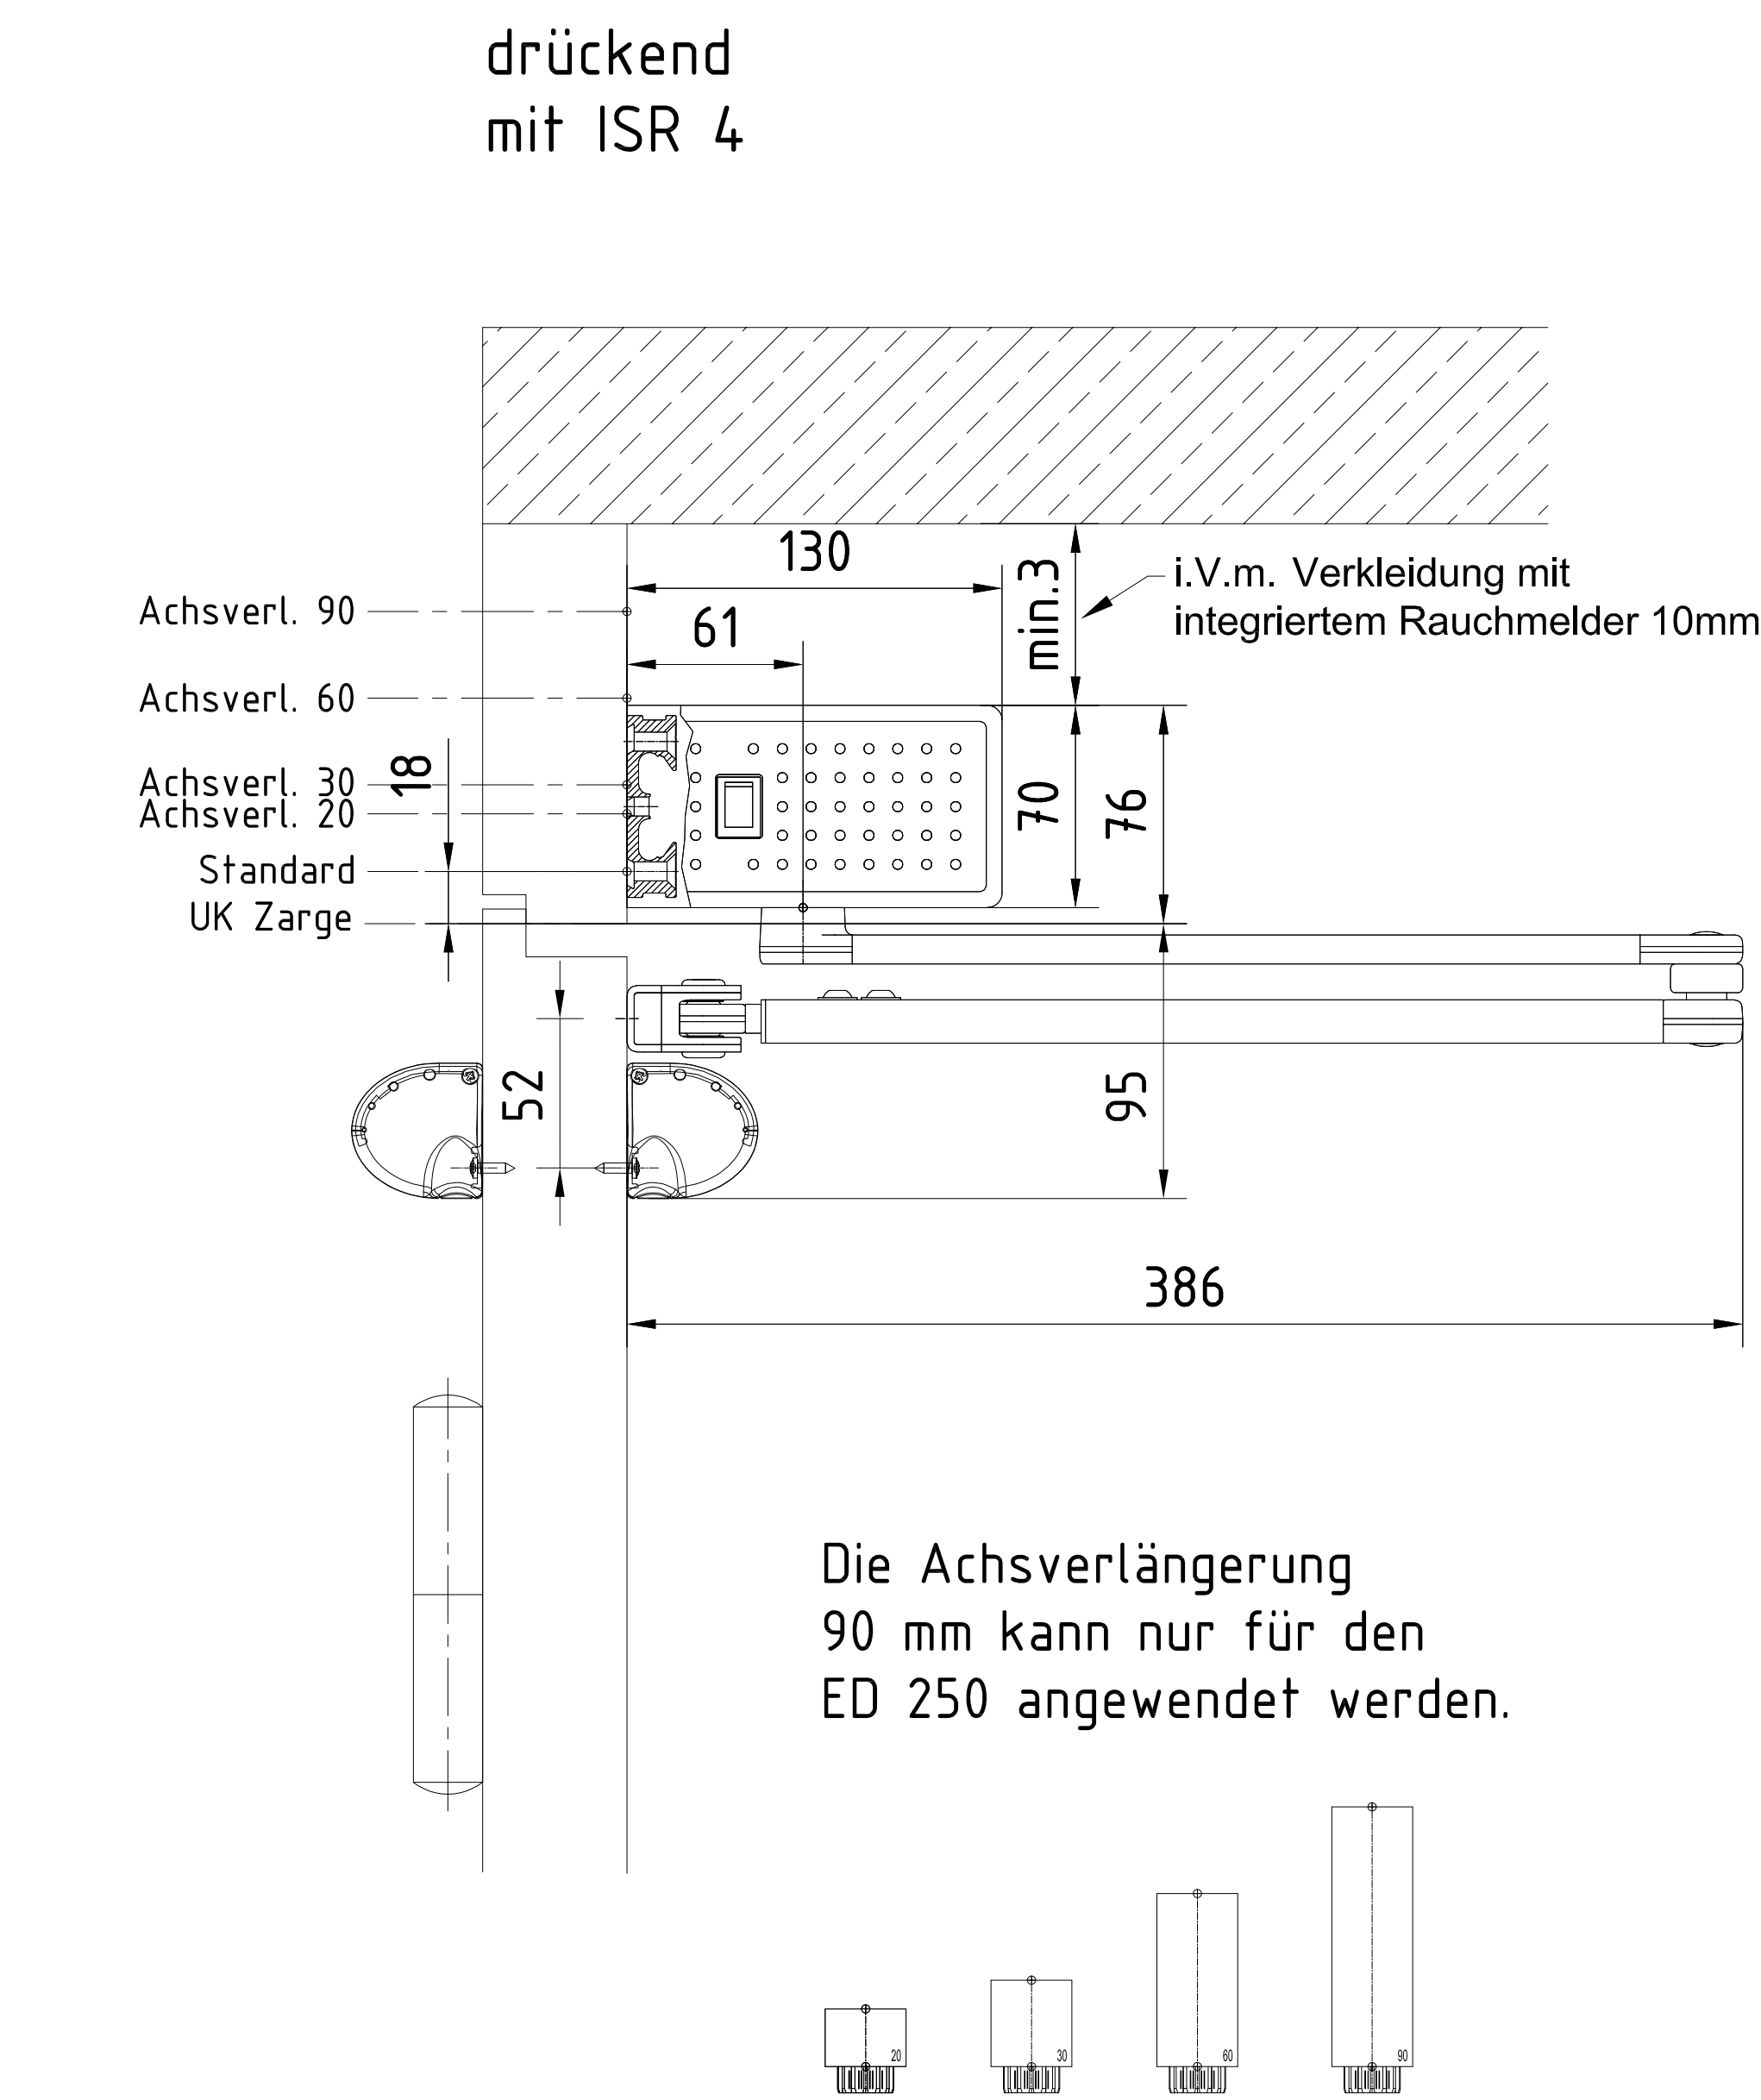 drückend
mit ISR 4
130
min.3
i.V.m. Verkleidung mit
integriertem Rauchmelder 10mm
Achsverl. 90
61
Achsverl. 60
18
Achsverl. 30
Achsverl. 20
70
76
Standard
UK Zarge
52
95
386
Die Achsverlängerung
90 mm kann nur für den
ED 250 angewendet werden.
20
30
60
90